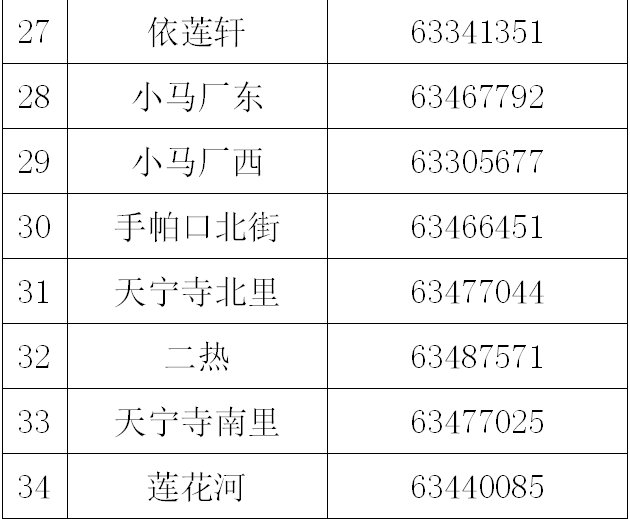 27 依莲轩 63341351
28 小马厂东 63467792
29 小马厂西 63305677
30 手帕口北街 63466451
31 天宁寺北里 63477044
32 二热 63487571
33 天宁寺南里 63477025
34 莲花河 63440085